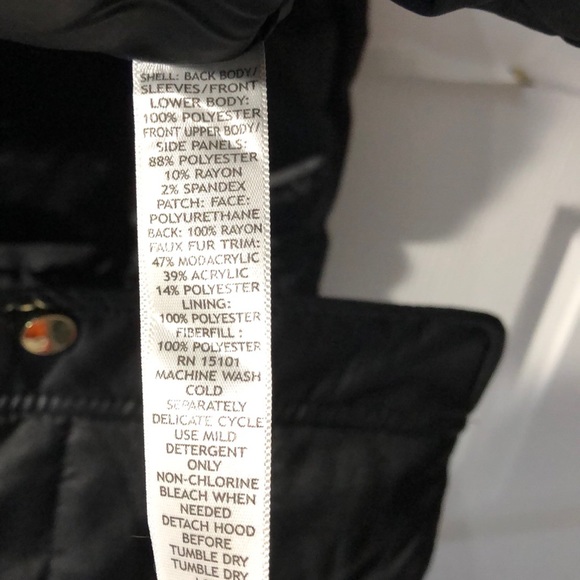 SHELL: BACK BODY/
SLEEVES/FRONT
LOWER BODY:
100% POLYESTER
FRONT UPPER BODY/
SIDE PANELS:
88% POLYESTER
10% RAYON
2% SPANDEX
PATCH: FACE:
POLYURETHANE
BACK: 100% RAYON
FAUX FUR TRIM:
47% MODACRYLIC
39% ACRYLIC
14% POLYESTER
LINING:
100% POLYESTER
FIBERFILL :
100% POLYESTER
RN 15101
MACHINE WASH
COLD
SEPARATELY
DELICATE CYCLE
USE MILD
DETERGENT
ONLY
NON-CHLORINE
BLEACH WHEN
NEEDED
DETACH HOOD
BEFORE
TUMBLE DRY
TUMBLE DRY